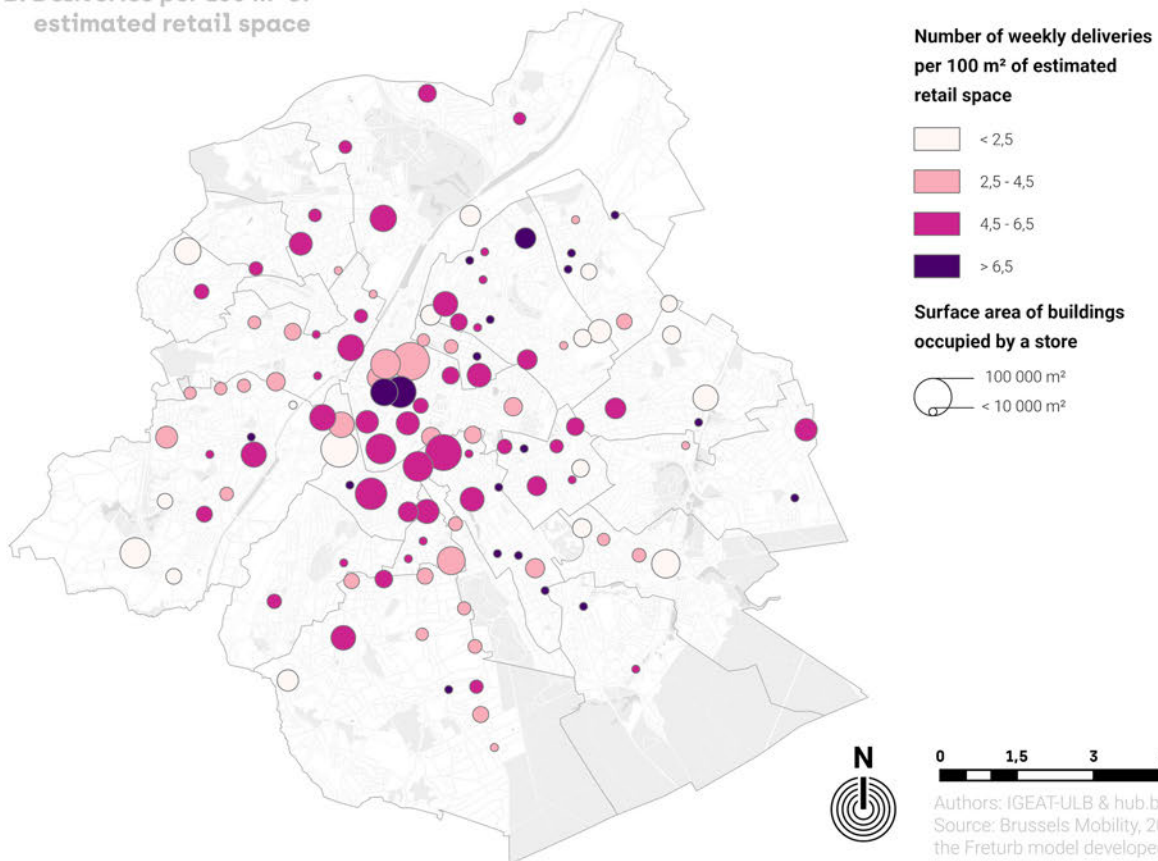 estimated retail space
Number of weekly deliveries
per 100 m² of estimated
retail space
< 2,5
2,5 - 4,5
4,5 - 6,5
> 6,5
Surface area of buildings
occupied by a store
100 000 m²
< 10 000 m²
N
0 1,5 3
Authors: IGEAT-ULB & hub.b
Source: Brussels Mobility,
the Freturb model develope